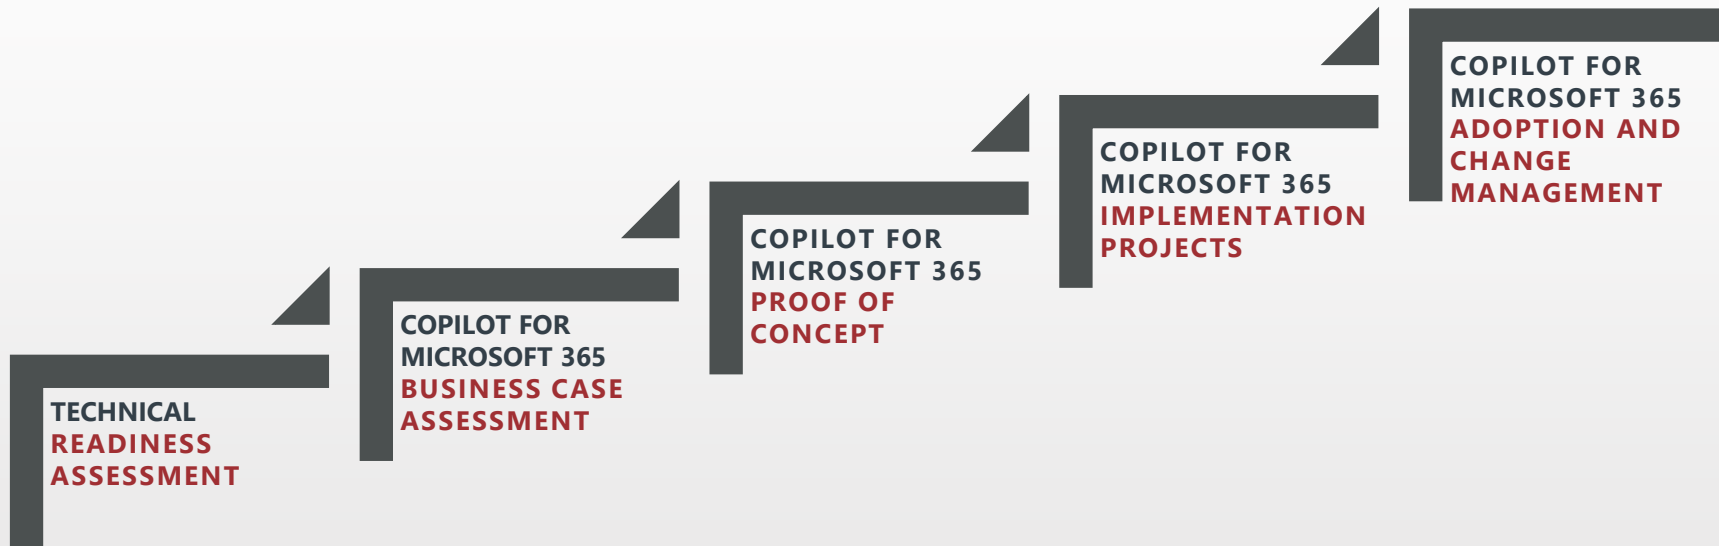 TECHNICAL
READINESS
ASSESSMENT
COPILOT FOR
MICROSOFT 365
BUSINESS CASE
ASSESSMENT
COPILOT FOR
MICROSOFT 365
PROOF OF
CONCEPT
COPILOT FOR
MICROSOFT 365
IMPLEMENTATION
PROJECTS
COPILOT FOR
MICROSOFT 365
ADOPTION AND
CHANGE
MANAGEMENT